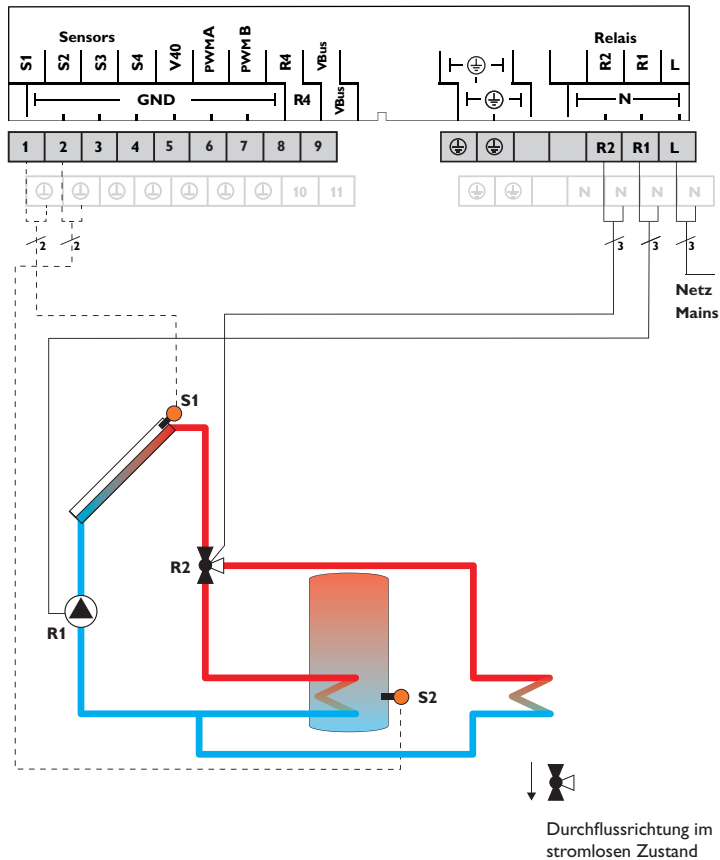 Sensors
Relais
S1 S2 S3 S4 V40 PWMA PWM B R4 VBus
R2 R1 L
GND R4 VBus
N
1 2 3 4 5 6 7 8 9
R2 R1 L
10 11
N N N N
2 2
3 3 3
Netz
Mains
S1
R2
R1
S2
Durchflussrichtung im
stromlosen Zustand